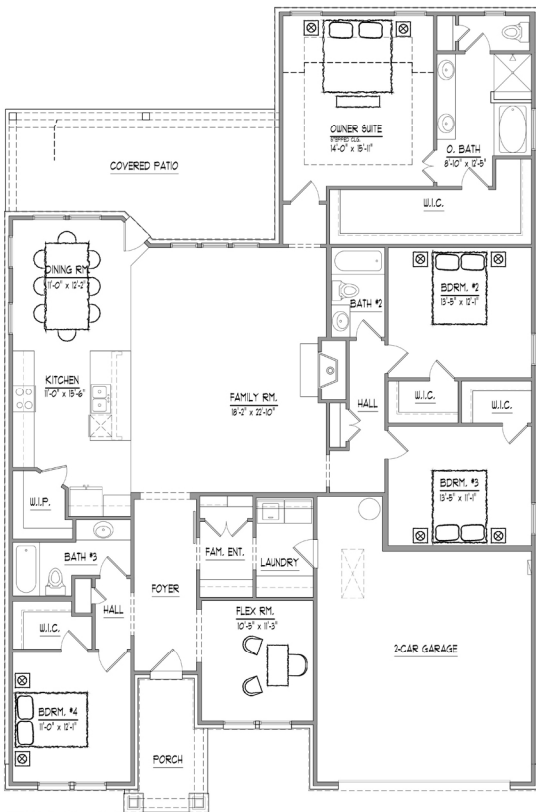 OWNER SUITE
STEPPED CLG.
14'-0" x 15'-11"
O. BATH
8'-10" x 12'-5"
COVERED PATIO
W.I.C.
DINING RM.
11'-0" x 12'-2"
BATH #2
BDRM. #2
13'-5" x 12'-1"
KITCHEN
11'-0" x 15'-6"
FAMILY RM.
18'-2" x 22'-10"
HALL
W.I.C.
W.I.C.
BDRM. #3
13'-5" x 11'-1"
W.I.P.
BATH #3
FAM. ENT.
LAUNDRY
FOYER
HALL
FLEX RM.
10'-5" x 11'-3"
W.I.C.
2-CAR GARAGE
BDRM. #4
11'-0" x 12'-1"
PORCH